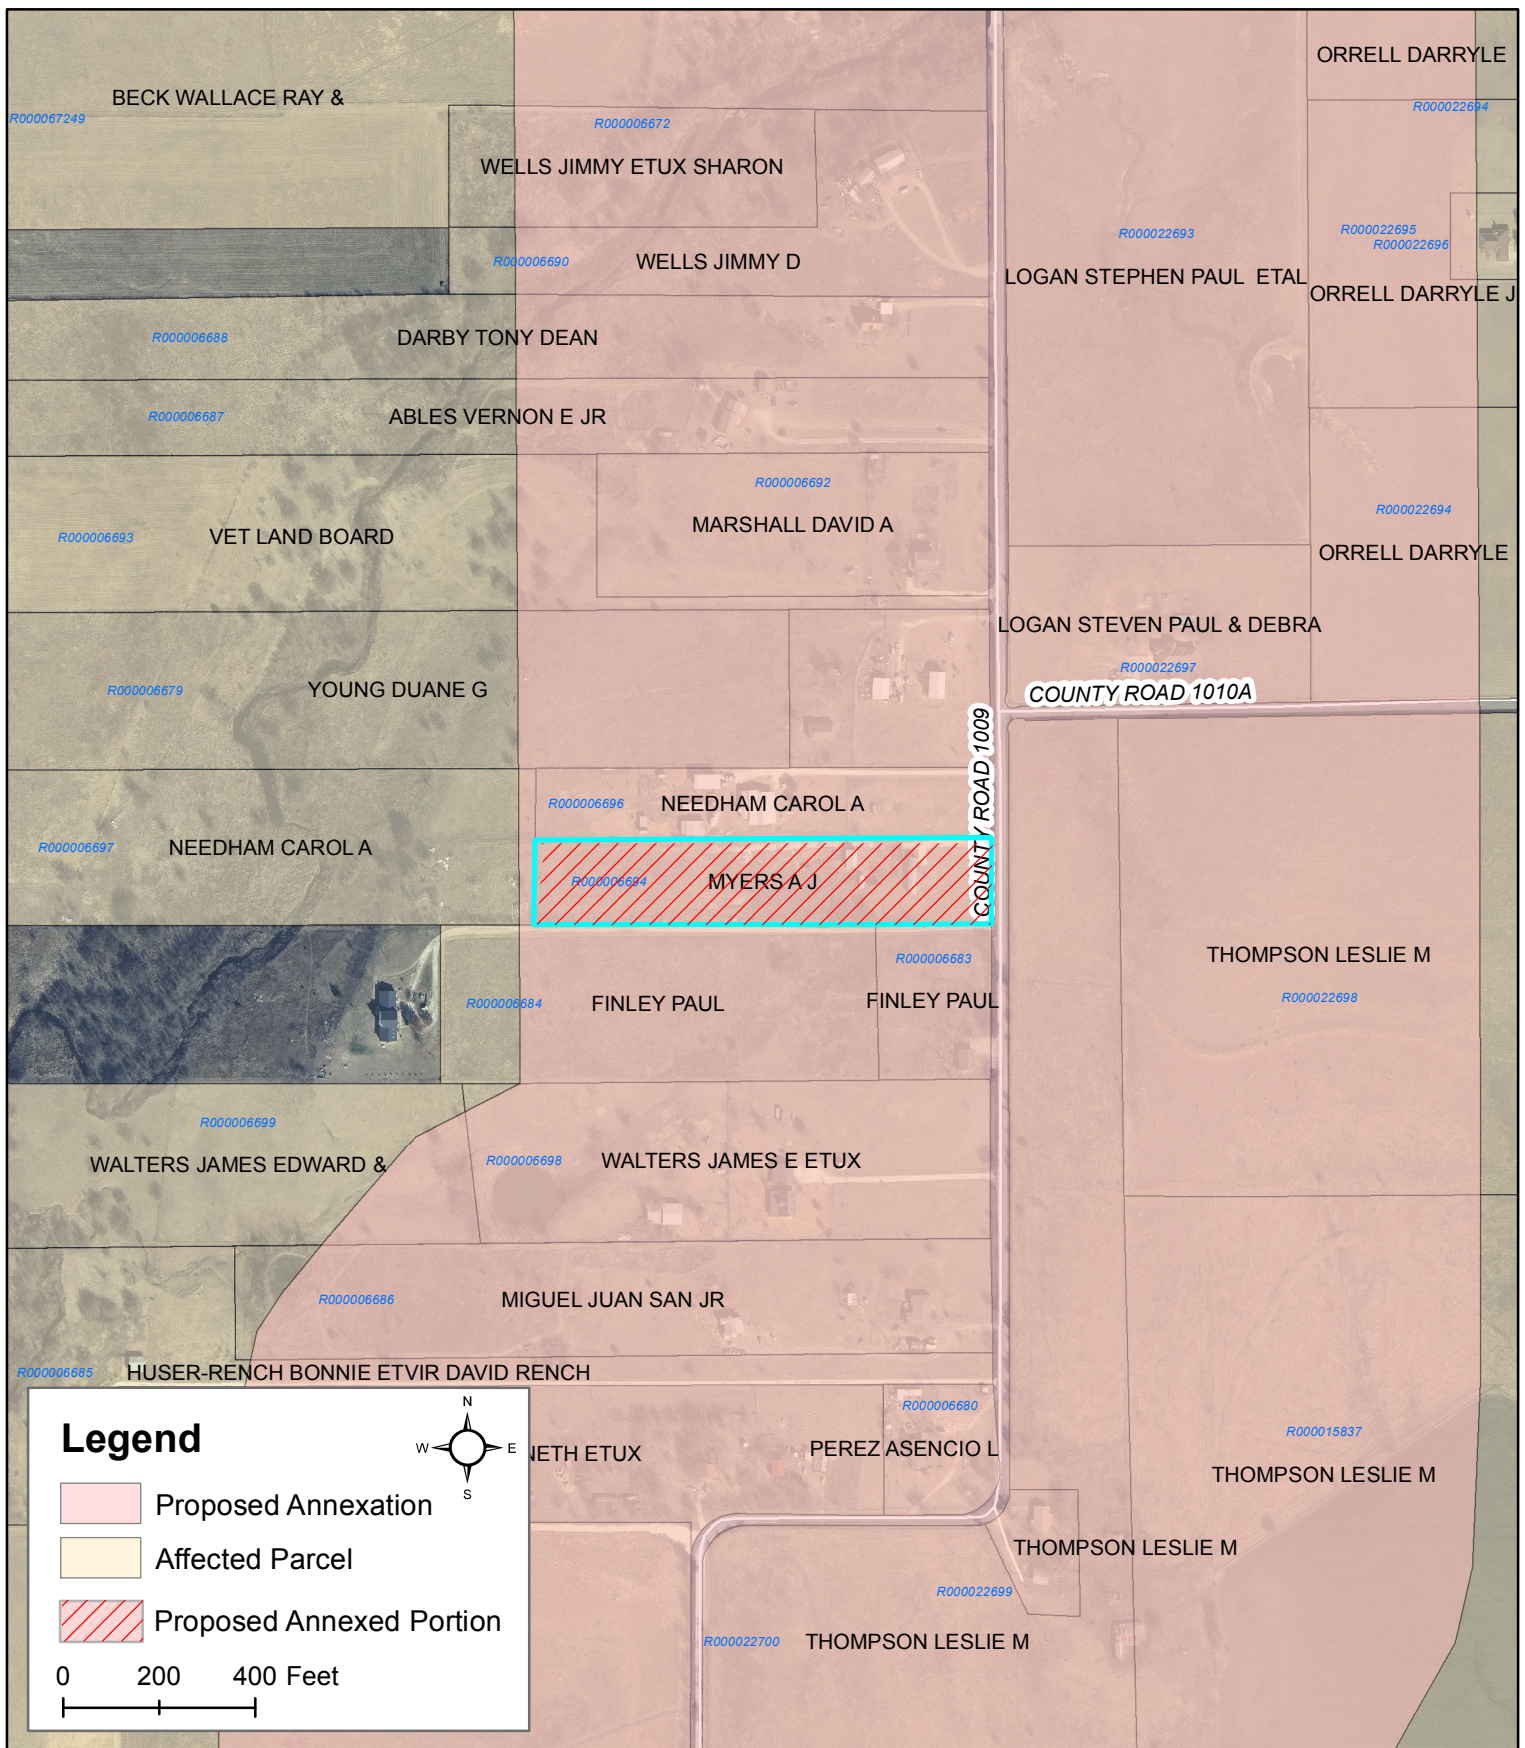 ORRELL DARRYLE
BECK WALLACE RAY &
R000067249
R000022694
R000006672
WELLS JIMMY ETUX SHARON
R000022693
R000022695
R000022696
R000006690
WELLS JIMMY D
LOGAN STEPHEN PAUL ETAL
ORRELL DARRYLE J
R000006688
DARBY TONY DEAN
R000006687
ABLES VERNON E JR
R000006692
MARSHALL DAVID A
R000022694
ORRELL DARRYLE
R000006693
VET LAND BOARD
LOGAN STEVEN PAUL & DEBRA
R000022697
R000006679
YOUNG DUANE G
COUNTY ROAD 1010A
COUNTY ROAD 1009
R000006696
NEEDHAM CAROL A
R000006697
NEEDHAM CAROL A
R000006694
MYERS A J
THOMPSON LESLIE M
R000022698
R000006683
FINLEY PAUL
R000006684
FINLEY PAUL
R000006699
WALTERS JAMES EDWARD &
R000006698
WALTERS JAMES E ETUX
R000006686
MIGUEL JUAN SAN JR
R000006685
HUSER-RENCH BONNIE ETVIR DAVID RENCH
R000006680
PEREZ ASENCIO L
NETH ETUX
R000015837
THOMPSON LESLIE M
THOMPSON LESLIE M
R000022699
R000022700
THOMPSON LESLIE M
Legend
N
W E
S
Proposed Annexation
Affected Parcel
Proposed Annexed Portion
0 200 400 Feet